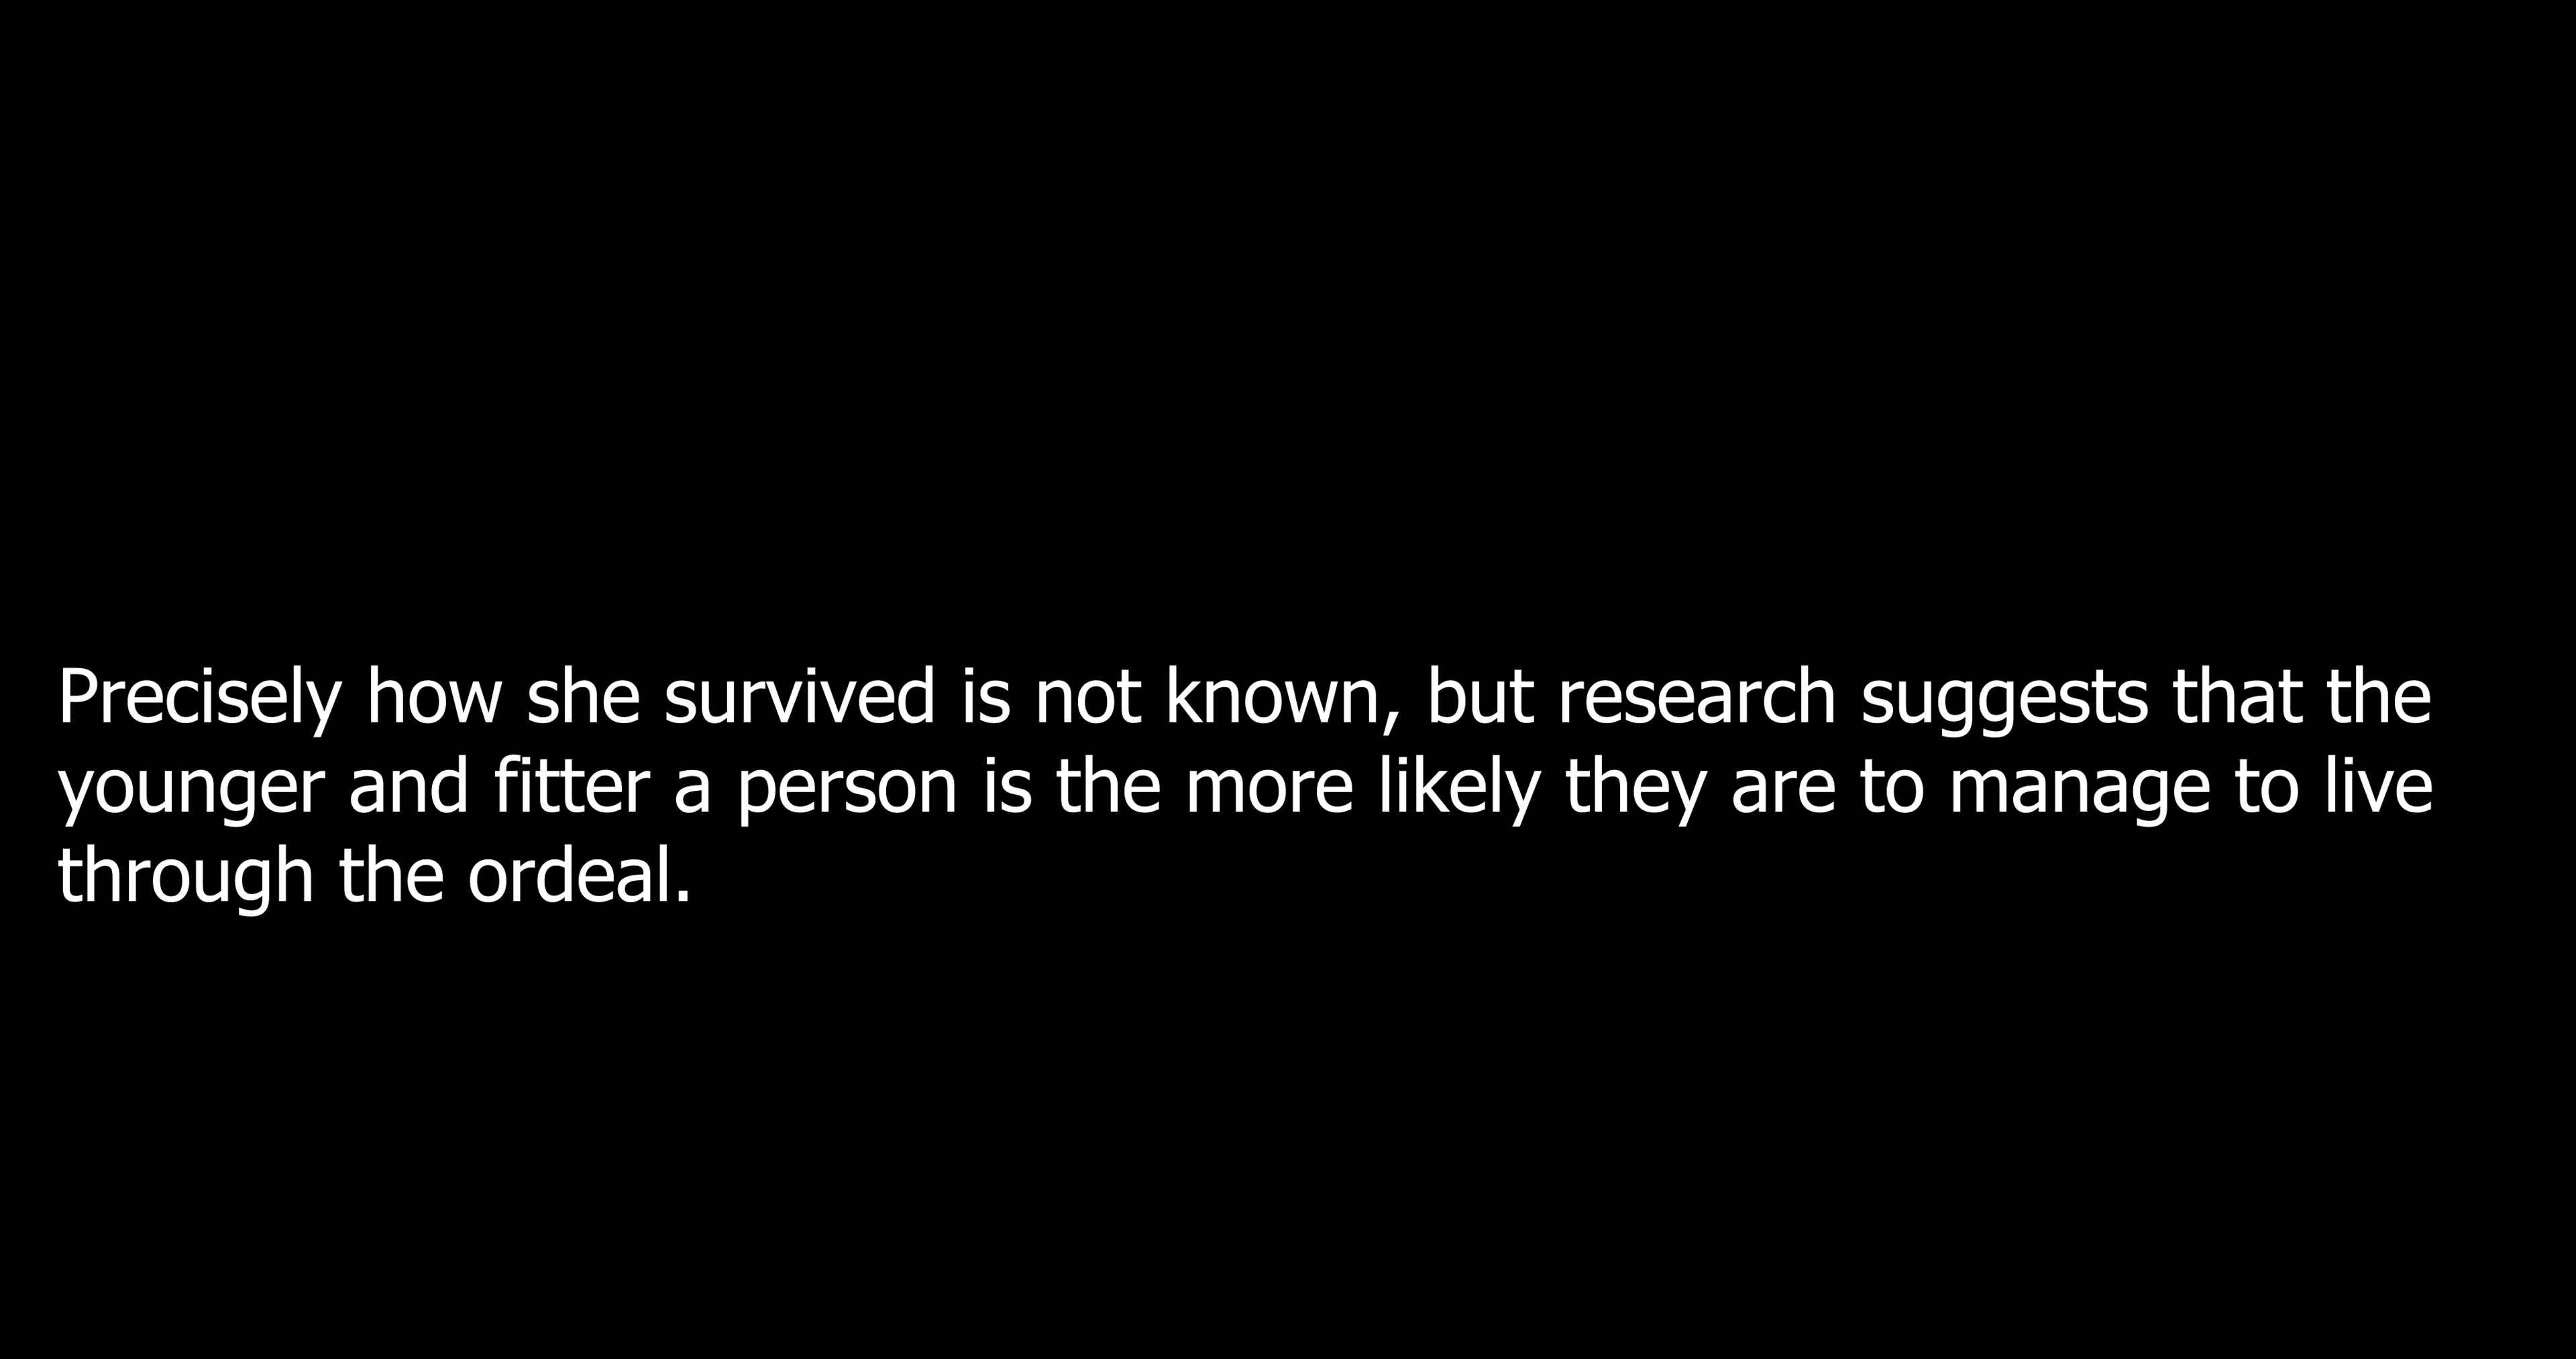 Precisely how she survived is not known, but research suggests that the
younger and fitter a person is the more likely they are to manage to live
through the ordeal.